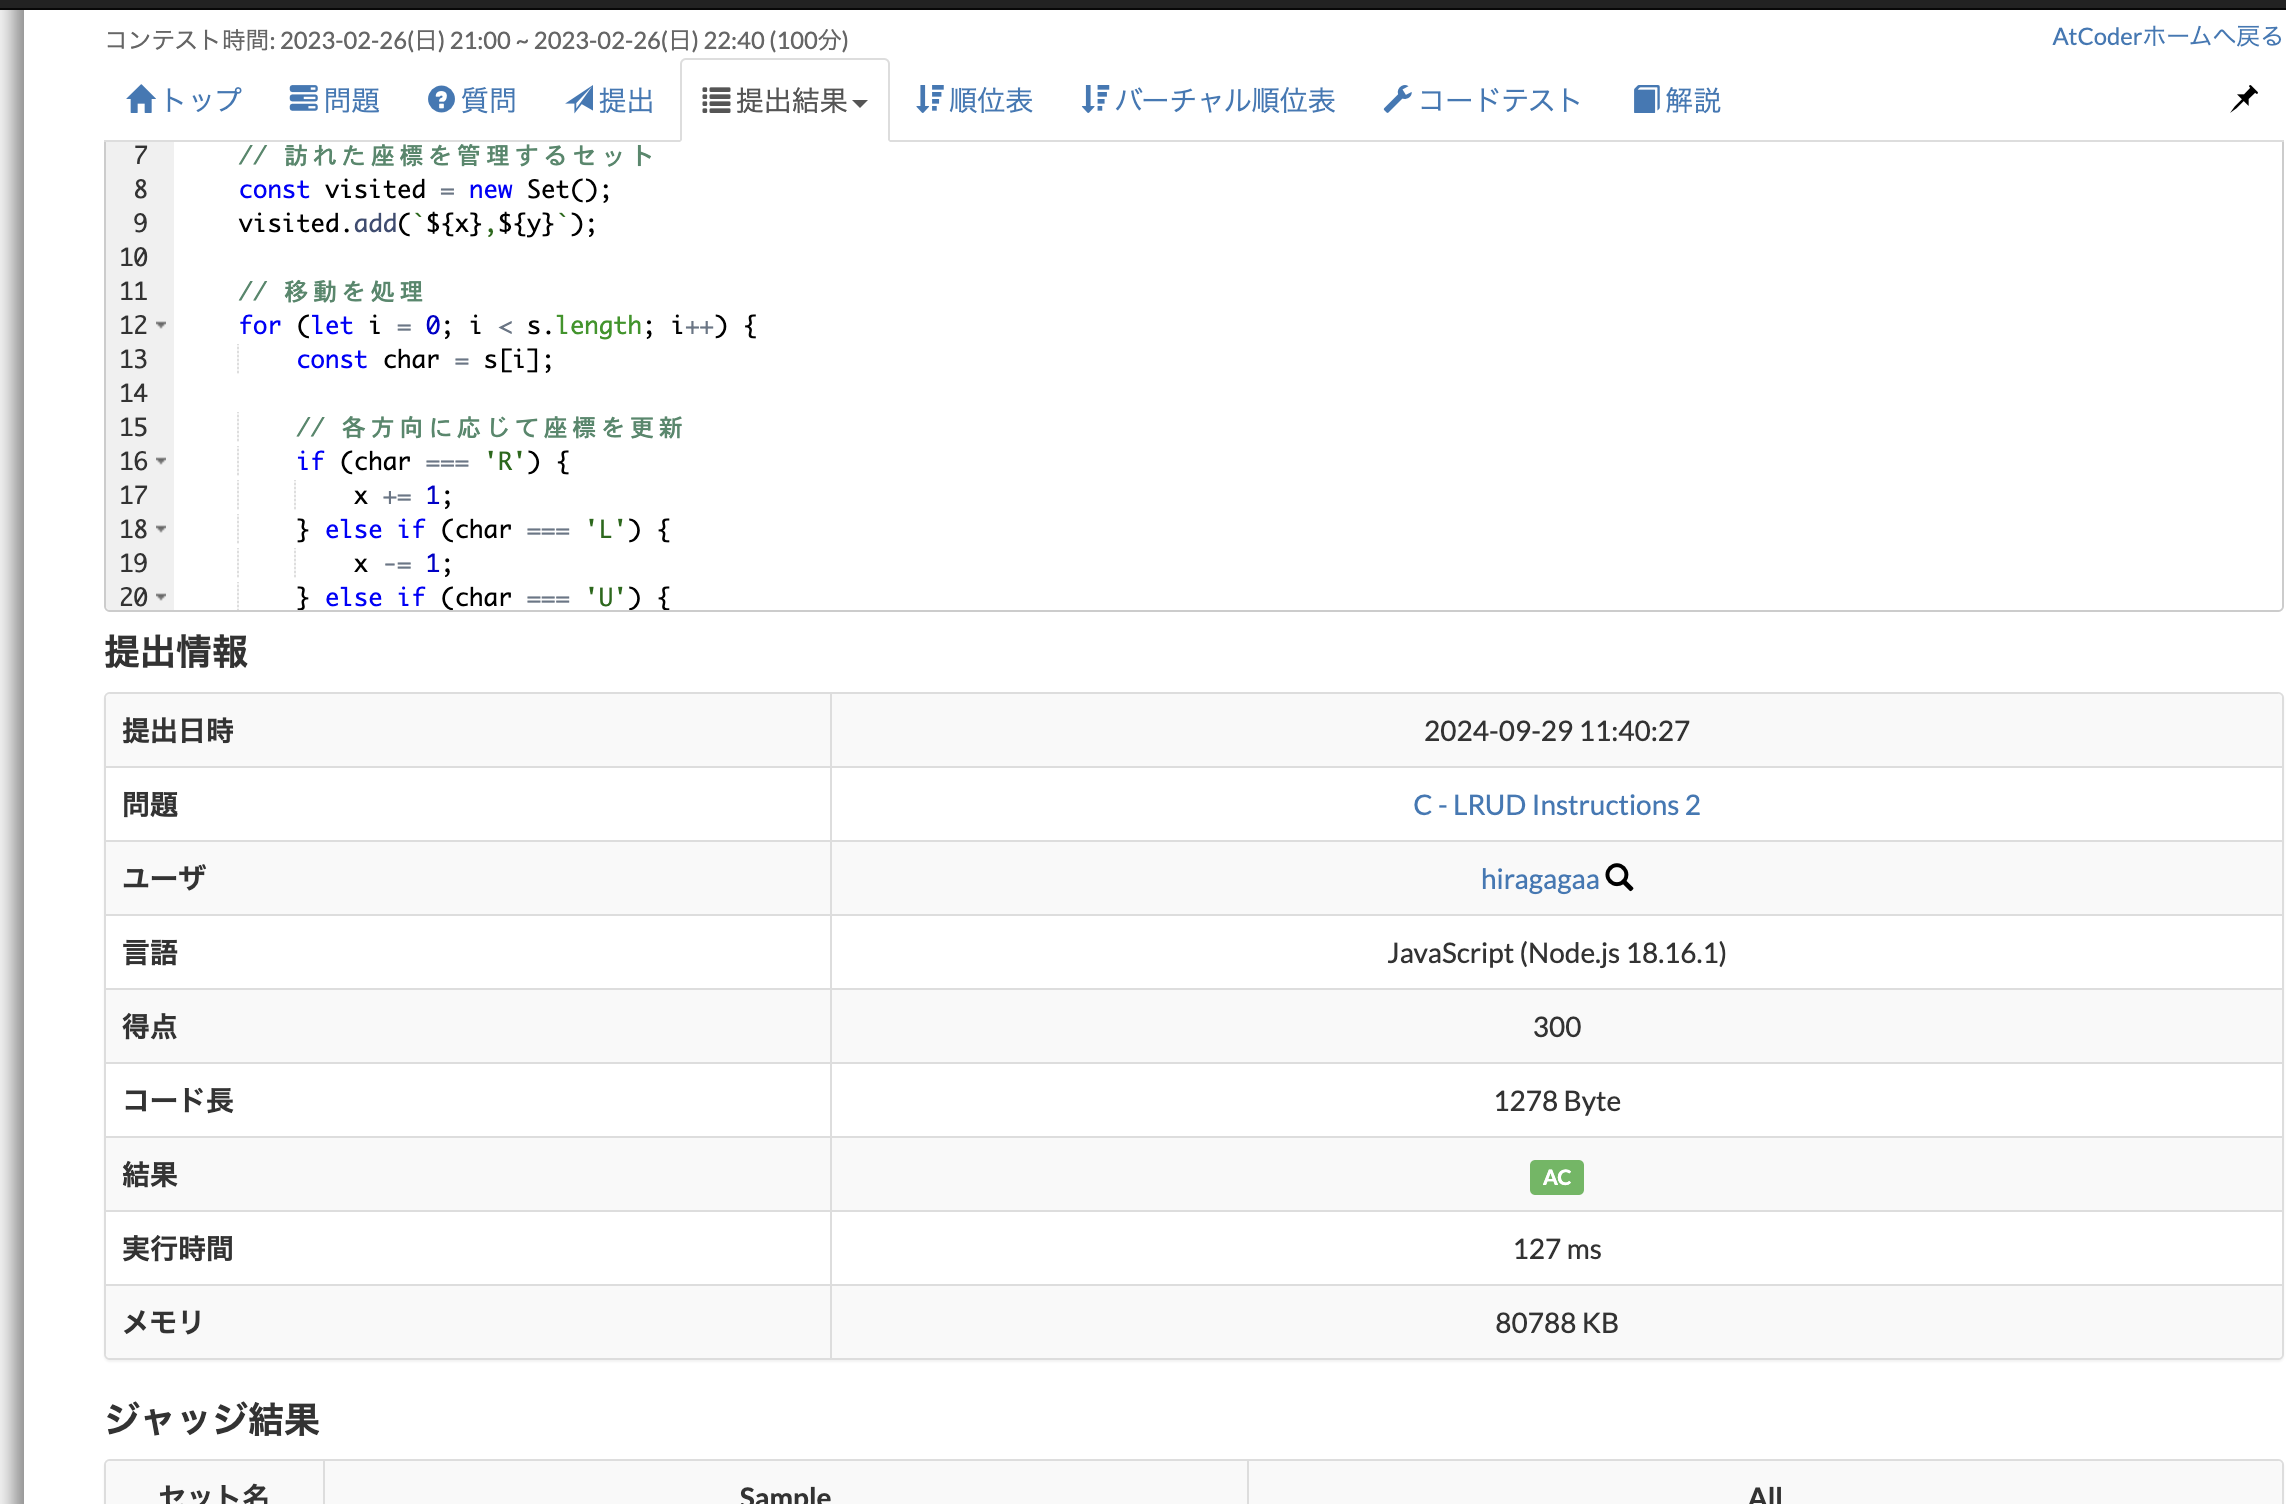 コンテスト時間: 2023-02-26(日) 21:00 ~ 2023-02-26(日) 22:40 (100分)
AtCoderホームへ戻る
トップ 問題 質問 提出 提出結果 順位表 バーチャル順位表 コードテスト 解説
7 // 訪れた座標を管理するセット
8 const visited = new Set();
9 visited.add(`${x},${y}`);
10
11 // 移動を処理
12 for (let i = 0; i < s.length; i++) {
13 const char = s[i];
14
15 // 各方向に応じて座標を更新
16 if (char === 'R') {
17 x += 1;
18 } else if (char === 'L') {
19 x -= 1;
20 } else if (char === 'U') {
提出情報
提出日時 2024-09-29 11:40:27
問題 C - LRUD Instructions 2
ユーザ hiragagaa
言語 JavaScript (Node.js 18.16.1)
得点 300
コード長 1278 Byte
結果 AC
実行時間 127 ms
メモリ 80788 KB
ジャッジ結果
セット名 Sample All